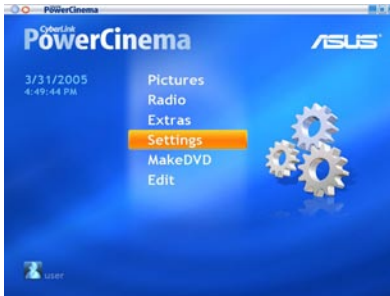 PowerCinema
CyberLink
PowerCinema
ASUS
3/31/2005
4:49:44 PM
Pictures
Radio
Extras
Settings
MakeDVD
Edit
user